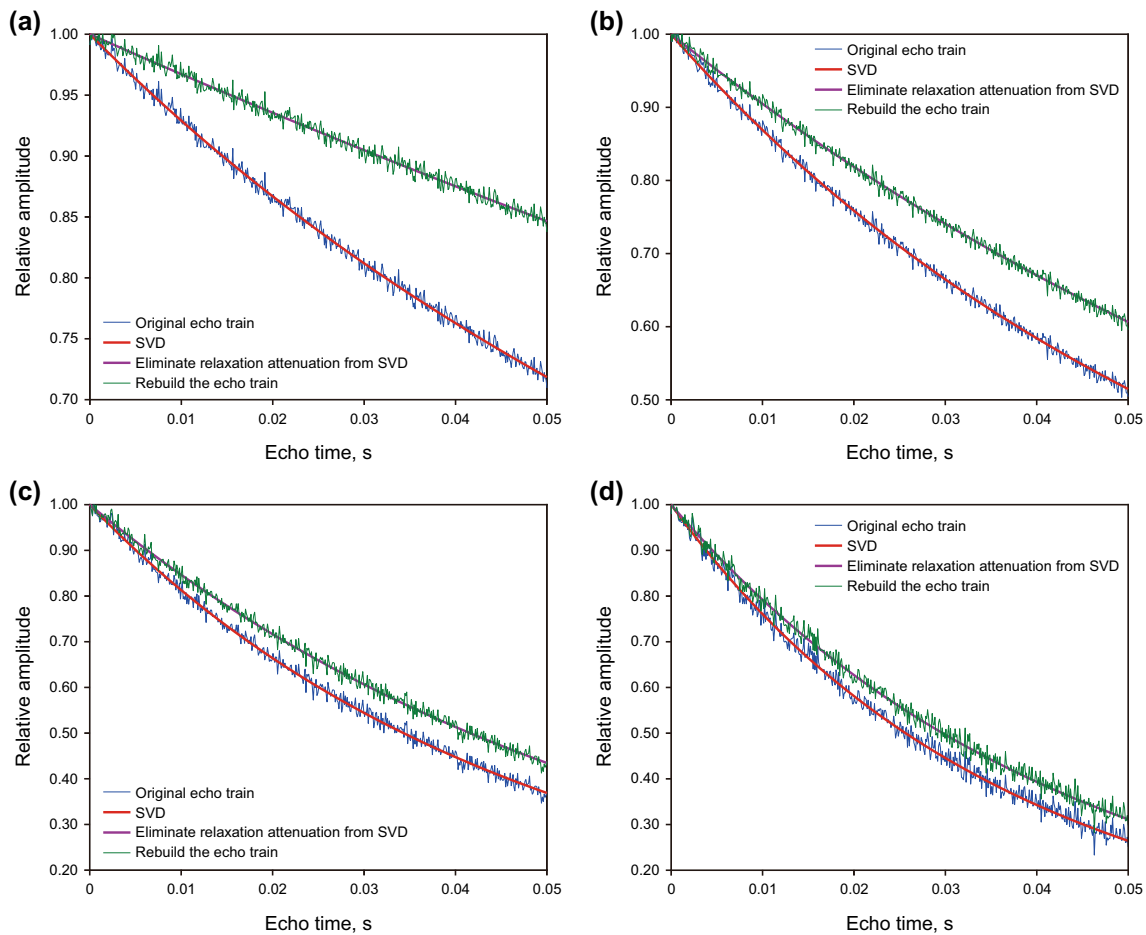 (a)
1.00
0.95
0.90
0.85
0.80
0.75
0.70
Relative amplitude
Original echo train
SVD
Eliminate relaxation attenuation from SVD
Rebuild the echo train
0 0.01 0.02 0.03 0.04 0.05
Echo time, s
(b)
1.00
0.90
0.80
0.70
0.60
0.50
Relative amplitude
Original echo train
SVD
Eliminate relaxation attenuation from SVD
Rebuild the echo train
0 0.01 0.02 0.03 0.04 0.05
Echo time, s
(c)
1.00
0.90
0.80
0.70
0.60
0.50
0.40
0.30
0.20
Relative amplitude
Original echo train
SVD
Eliminate relaxation attenuation from SVD
Rebuild the echo train
0 0.01 0.02 0.03 0.04 0.05
Echo time, s
(d)
1.00
0.90
0.80
0.70
0.60
0.50
0.40
0.30
0.20
Relative amplitude
Original echo train
SVD
Eliminate relaxation attenuation from SVD
Rebuild the echo train
0 0.01 0.02 0.03 0.04 0.05
Echo time, s